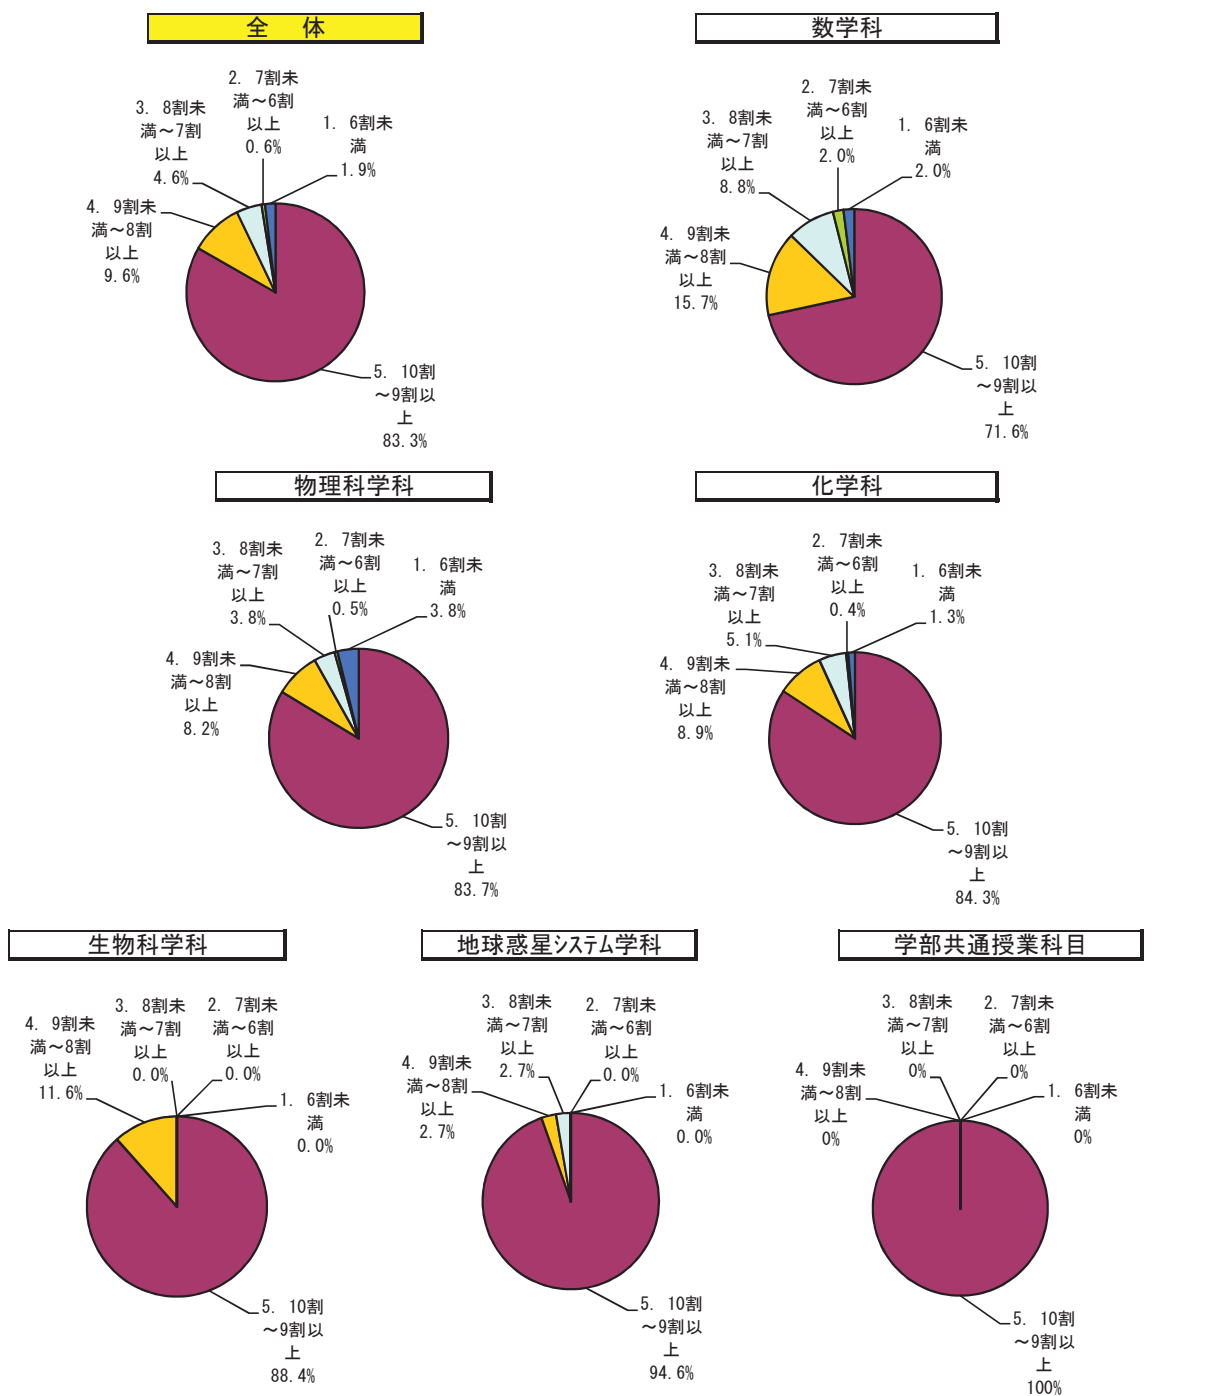 全　体
2. 7割未
満～6割
以上
0.6%
3. 8割未
満～7割
以上
4.6%
1. 6割未
満
1.9%
4. 9割未
満～8割
以上
9.6%
5. 10割
～9割以
上
83.3%
数学科
2. 7割未
満～6割
以上
2.0%
3. 8割未
満～7割
以上
8.8%
1. 6割未
満
2.0%
4. 9割未
満～8割
以上
15.7%
5. 10割
～9割以
上
71.6%
物理科学科
2. 7割未
満～6割
以上
0.5%
3. 8割未
満～7割
以上
3.8%
1. 6割未
満
3.8%
4. 9割未
満～8割
以上
8.2%
5. 10割
～9割以
上
83.7%
化学科
2. 7割未
満～6割
以上
0.4%
3. 8割未
満～7割
以上
5.1%
1. 6割未
満
1.3%
4. 9割未
満～8割
以上
8.9%
5. 10割
～9割以
上
84.3%
生物科学科
3. 8割未
満～7割
以上
0.0%
2. 7割未
満～6割
以上
0.0%
4. 9割未
満～8割
以上
11.6%
1. 6割未
満
0.0%
5. 10割
～9割以
上
88.4%
地球惑星システム学科
3. 8割未
満～7割
以上
2.7%
2. 7割未
満～6割
以上
0.0%
4. 9割未
満～8割
以上
2.7%
1. 6割未
満
0.0%
5. 10割
～9割以
上
94.6%
学部共通授業科目
3. 8割未
満～7割
以上
0%
2. 7割未
満～6割
以上
0%
4. 9割未
満～8割
以上
0%
1. 6割未
満
0%
5. 10割
～9割以
上
100%